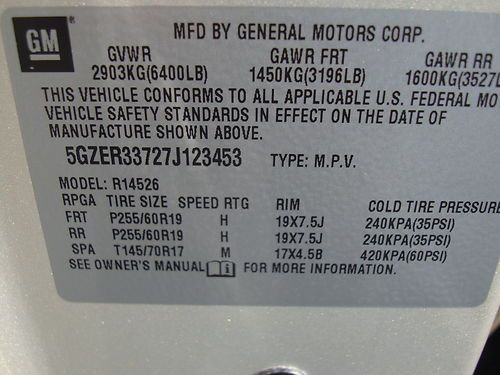 GM ®
MFD BY GENERAL MOTORS CORP.
GVWR GAWR FRT GAWR RR
2903KG(6400LB) 1450KG(3196LB) 1600KG(3527L
THIS VEHICLE CONFORMS TO ALL APPLICABLE U.S. FEDERAL MO
VEHICLE SAFETY STANDARDS IN EFFECT ON THE DATE OF
MANUFACTURE SHOWN ABOVE.
5GZER33727J123453 TYPE: M.P.V.
MODEL: R14526
RPGA TIRE SIZE SPEED RTG RIM COLD TIRE PRESSURE
FRT P255/60R19 H 19X7.5J 240KPA(35PSI)
RR P255/60R19 H 19X7.5J 240KPA(35PSI)
SPA T145/70R17 M 17X4.5B 420KPA(60PSI)
SEE OWNER'S MANUAL i FOR MORE INFORMATION.